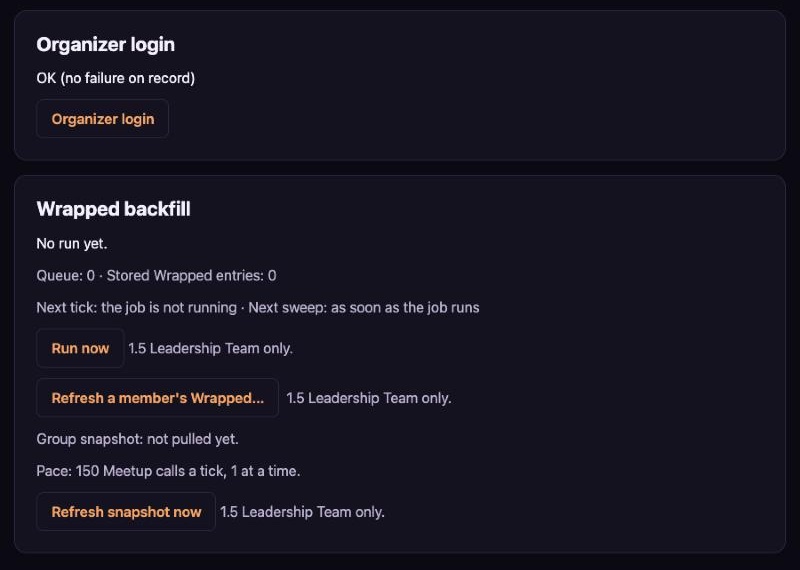 Organizer login
OK (no failure on record)
Organizer login
Wrapped backfill
No run yet.
Queue: 0 · Stored Wrapped entries: 0
Next tick: the job is not running · Next sweep: as soon as the job runs
Run now 1.5 Leadership Team only.
Refresh a member's Wrapped... 1.5 Leadership Team only.
Group snapshot: not pulled yet.
Pace: 150 Meetup calls a tick, 1 at a time.
Refresh snapshot now 1.5 Leadership Team only.